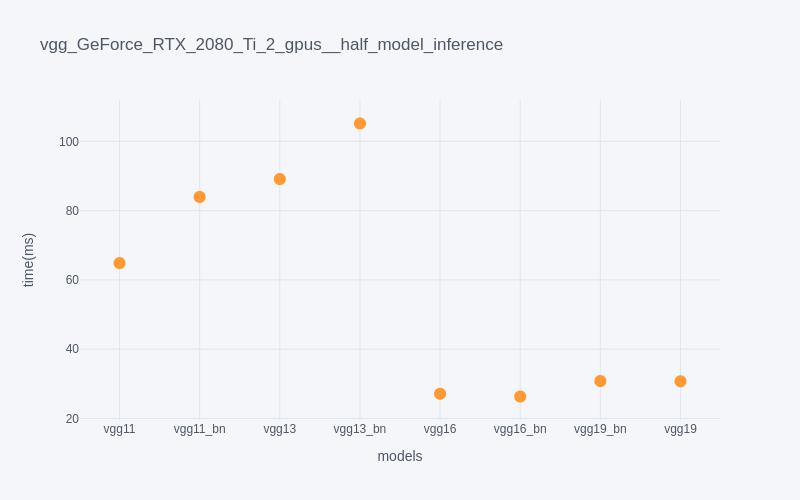 vgg_GeForce_RTX_2080_Ti_2_gpus__half_model_inference
time(ms)
100
80
60
40
20
vgg11 vgg11_bn vgg13 vgg13_bn vgg16 vgg16_bn vgg19_bn vgg19
models